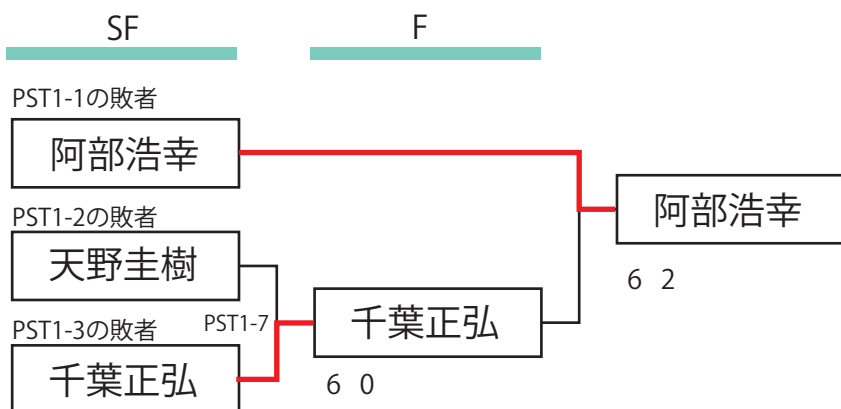 SF
F
PST1-1の敗者
阿部浩幸
阿部浩幸
PST1-2の敗者
天野圭樹
6 2
PST1-7
千葉正弘
PST1-3の敗者
千葉正弘
6 0